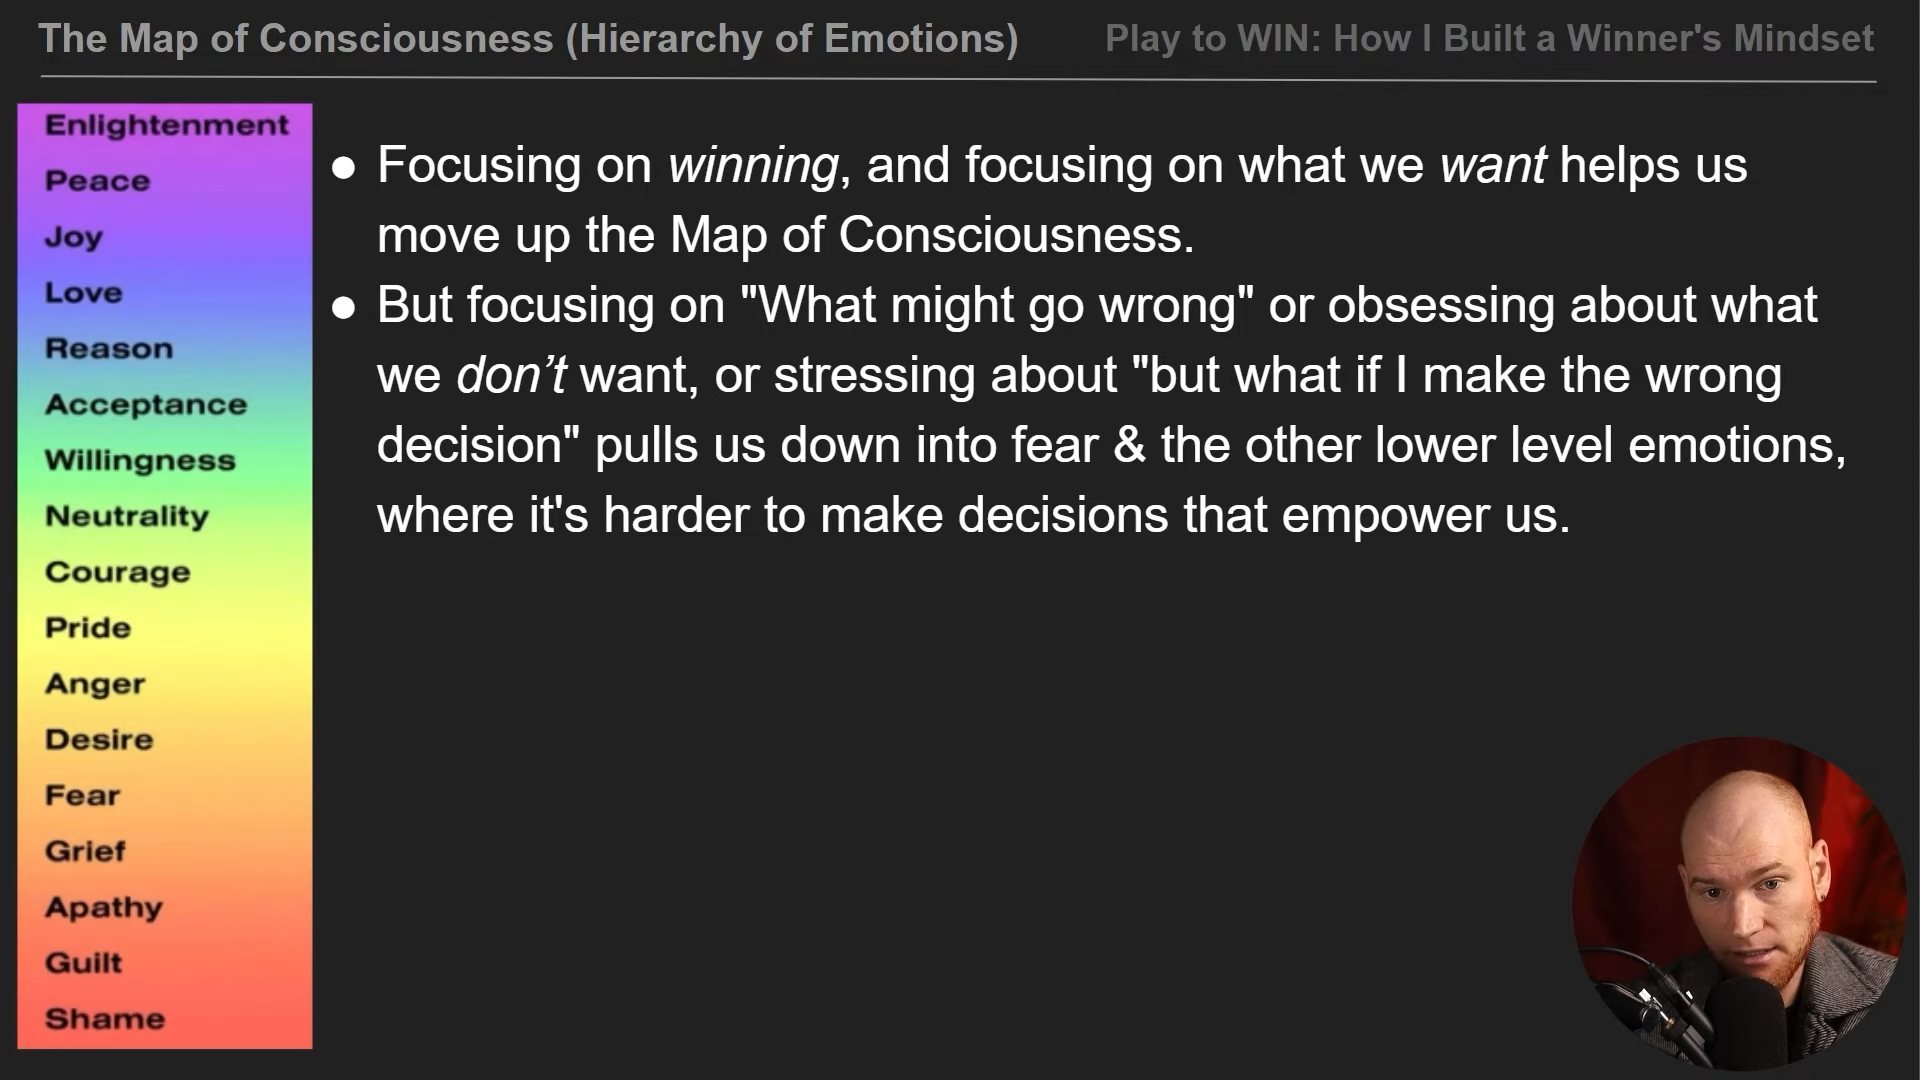 The Map of Consciousness (Hierarchy of Emotions)
Play to WIN: How I Built a Winner's Mindset
Enlightenment
Peace
Joy
Love
Reason
Acceptance
Willingness
Neutrality
Courage
Pride
Anger
Desire
Fear
Grief
Apathy
Guilt
Shame
● Focusing on winning, and focusing on what we want helps us
move up the Map of Consciousness.
● But focusing on "What might go wrong" or obsessing about what
we don’t want, or stressing about "but what if I make the wrong
decision" pulls us down into fear & the other lower level emotions,
where it's harder to make decisions that empower us.